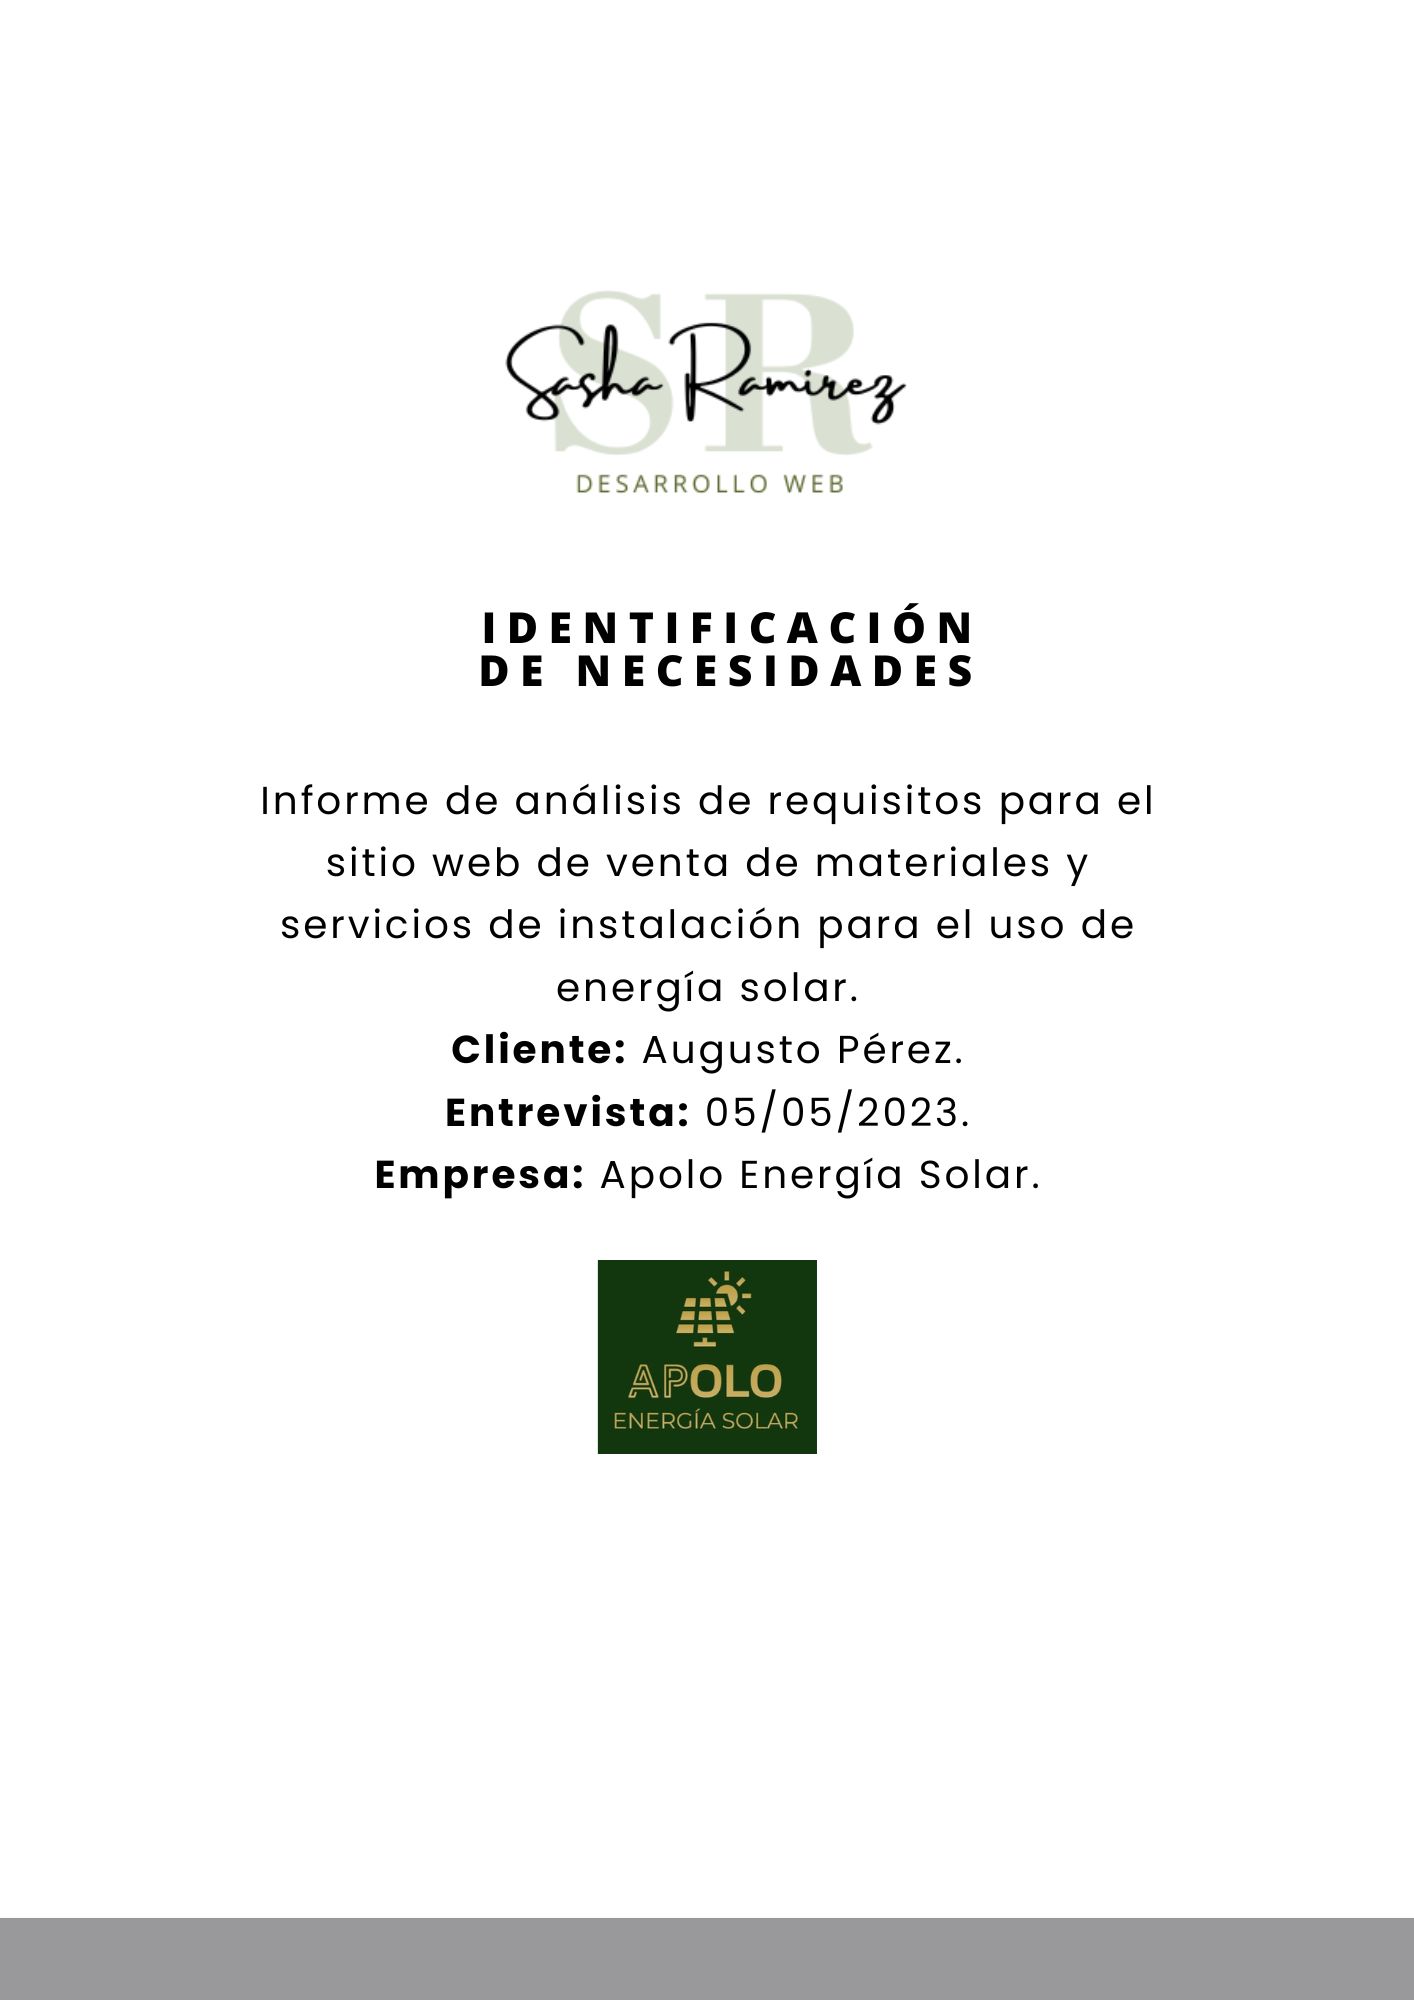 SR
Sasha Ramirez
DESARROLLO WEB
IDENTIFICACIÓN
DE NECESIDADES
Informe de análisis de requisitos para el
sitio web de venta de materiales y
servicios de instalación para el uso de
energía solar.
Cliente: Augusto Pérez.
Entrevista: 05/05/2023.
Empresa: Apolo Energía Solar.
APOLO
ENERGÍA SOLAR